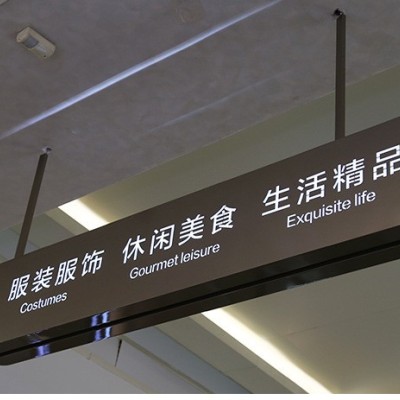 服装服饰
Costumes
休闲美食
Gourmet leisure
生活精品
Exquisite life